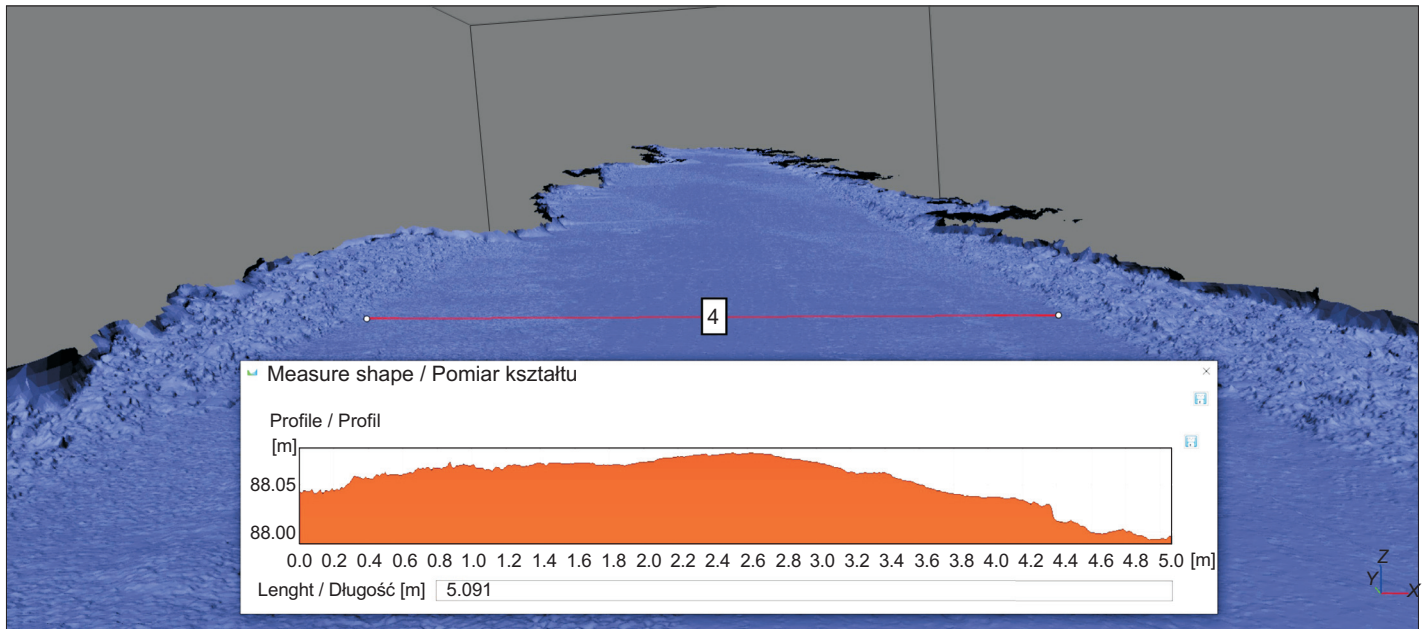 4
Measure shape / Pomiar kształtu
×
Profile / Profil
[m]
88.05
88.00
0.0 0.2 0.4 0.6 0.8 1.0 1.2 1.4 1.6 1.8 2.0 2.2 2.4 2.6 2.8 3.0 3.2 3.4 3.6 3.8 4.0 4.2 4.4 4.6 4.8 5.0 [m]
Lenght / Długość [m] 5.091
Z
Y
X